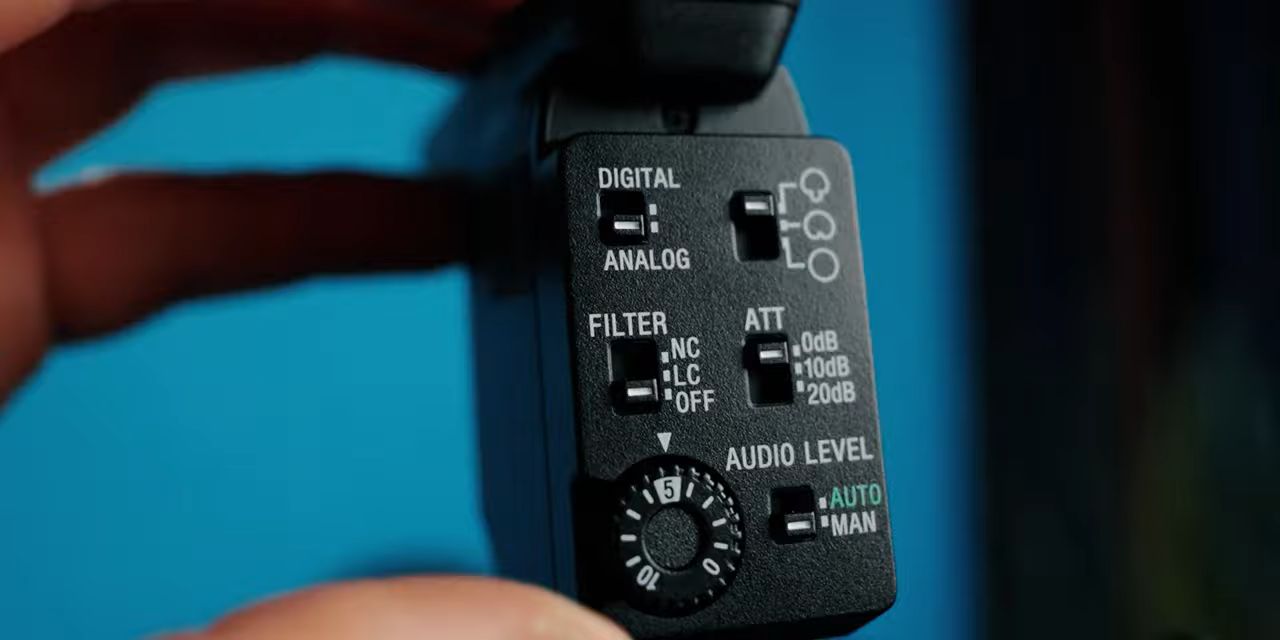 DIGITAL
ANALOG
FILTER
NC
LC
OFF
ATT
0dB
10dB
20dB
AUDIO LEVEL
AUTO
MAN
5
10
0